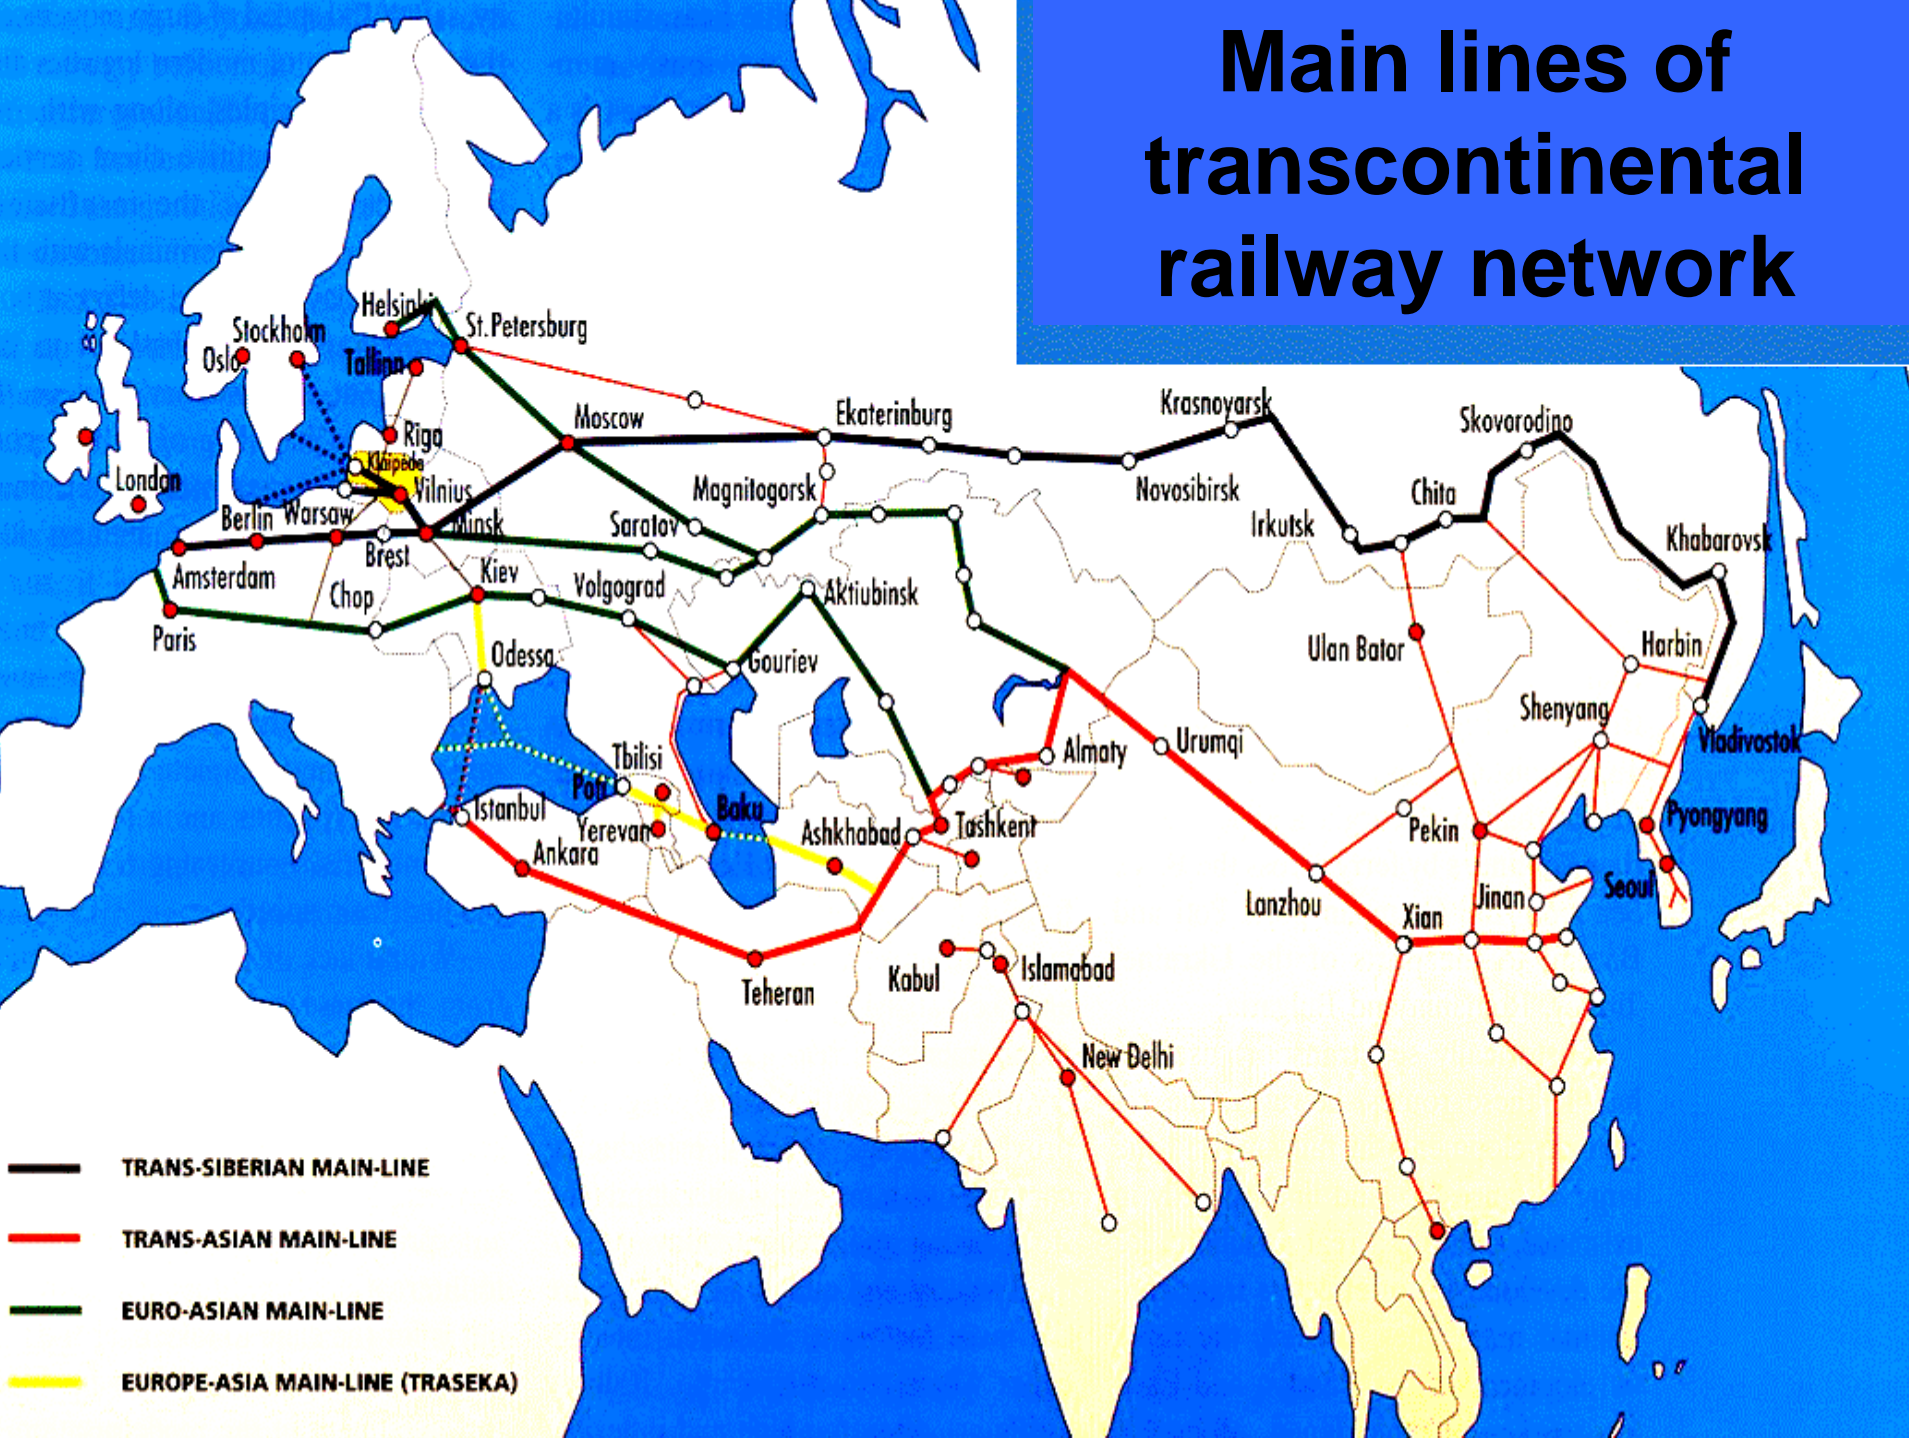 Main lines of
transcontinental
railway network
Helsinki
St. Petersburg
Stockholm
Oslo
Tallinn
Riga
Moscow
Ekaterinburg
Krasnoyarsk
Skovorodino
Klaipeda
Vilnius
London
Magnitogorsk
Novosibirsk
Chita
Irkutsk
Khabarovsk
Berlin
Warsaw
Minsk
Saratov
Brest
Amsterdam
Kiev
Chop
Volgograd
Aktiubinsk
Paris
Odessa
Gouriev
Ulan Bator
Harbin
Shenyang
Vladivostok
Almaty
Urumqi
Tbilisi
Poti
Baku
Istanbul
Yerevan
Ashkhabad
Tashkent
Pekin
Pyongyang
Ankara
Lanzhou
Xian
Jinan
Seoul
Teheran
Kabul
Islamabad
New Delhi
TRANS-SIBERIAN MAIN-LINE
TRANS-ASIAN MAIN-LINE
EURO-ASIAN MAIN-LINE
EUROPE-ASIA MAIN-LINE (TRASEKA)